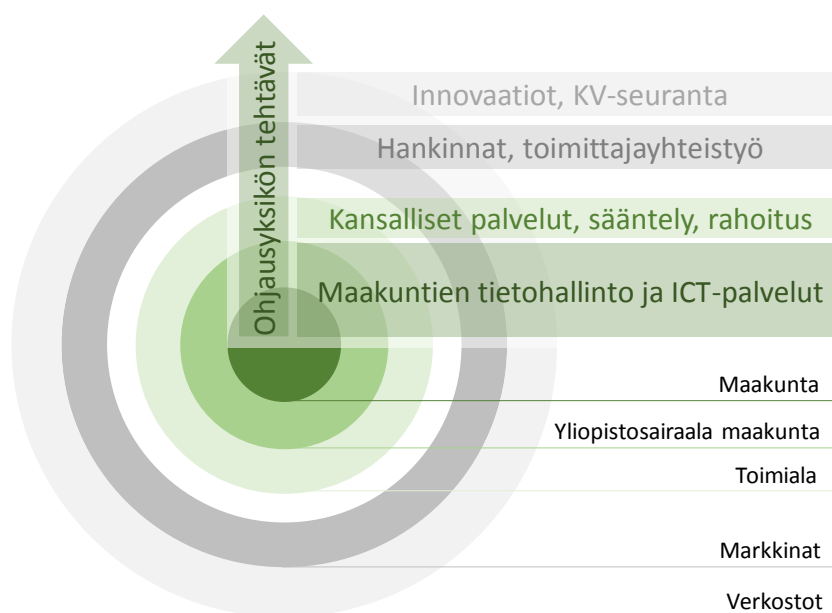 Ohjausyksikön tehtävät
Innovaatiot, KV-seuranta
Hankinnat, toimittajayhteistyö
Kansalliset palvelut, sääntely, rahoitus
Maakuntien tietohallinto ja ICT-palvelut
Maakunta
Yliopistosairaala maakunta
Toimiala
Markkinat
Verkostot